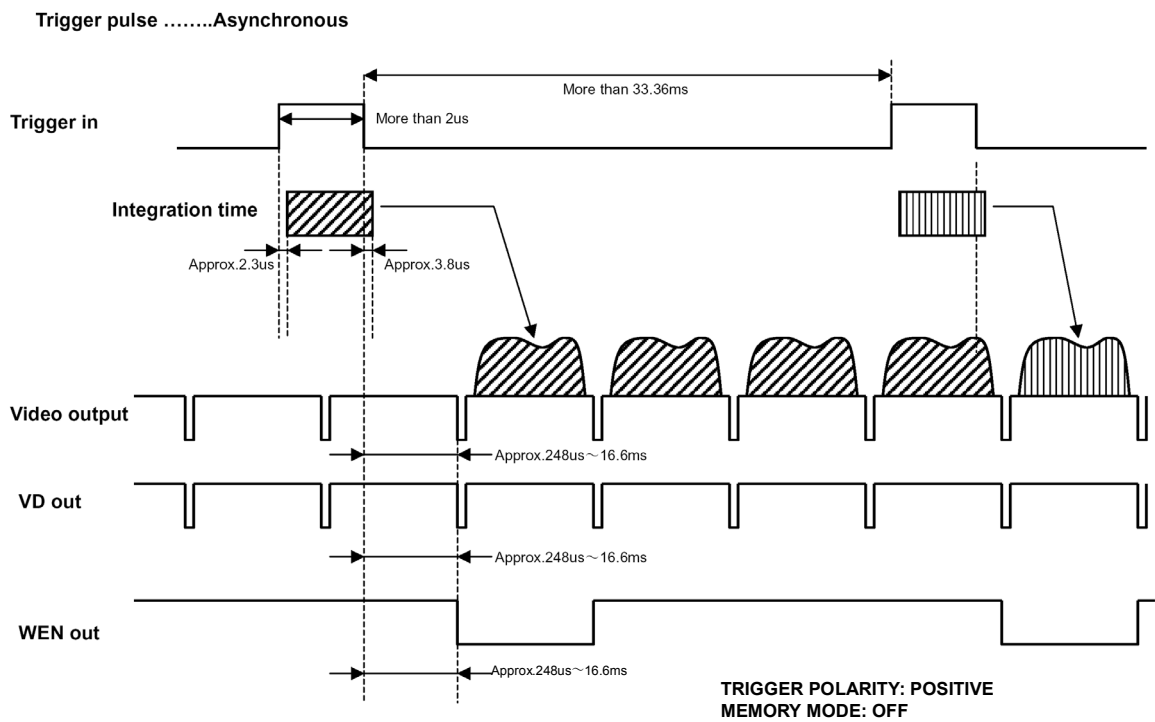 Trigger pulse ........Asynchronous
More than 33.36ms
Trigger in
More than 2us
Integration time
Approx.2.3us
Approx.3.8us
Video output
Approx.248us～16.6ms
VD out
Approx.248us～16.6ms
WEN out
Approx.248us～16.6ms
TRIGGER POLARITY: POSITIVE
MEMORY MODE: OFF